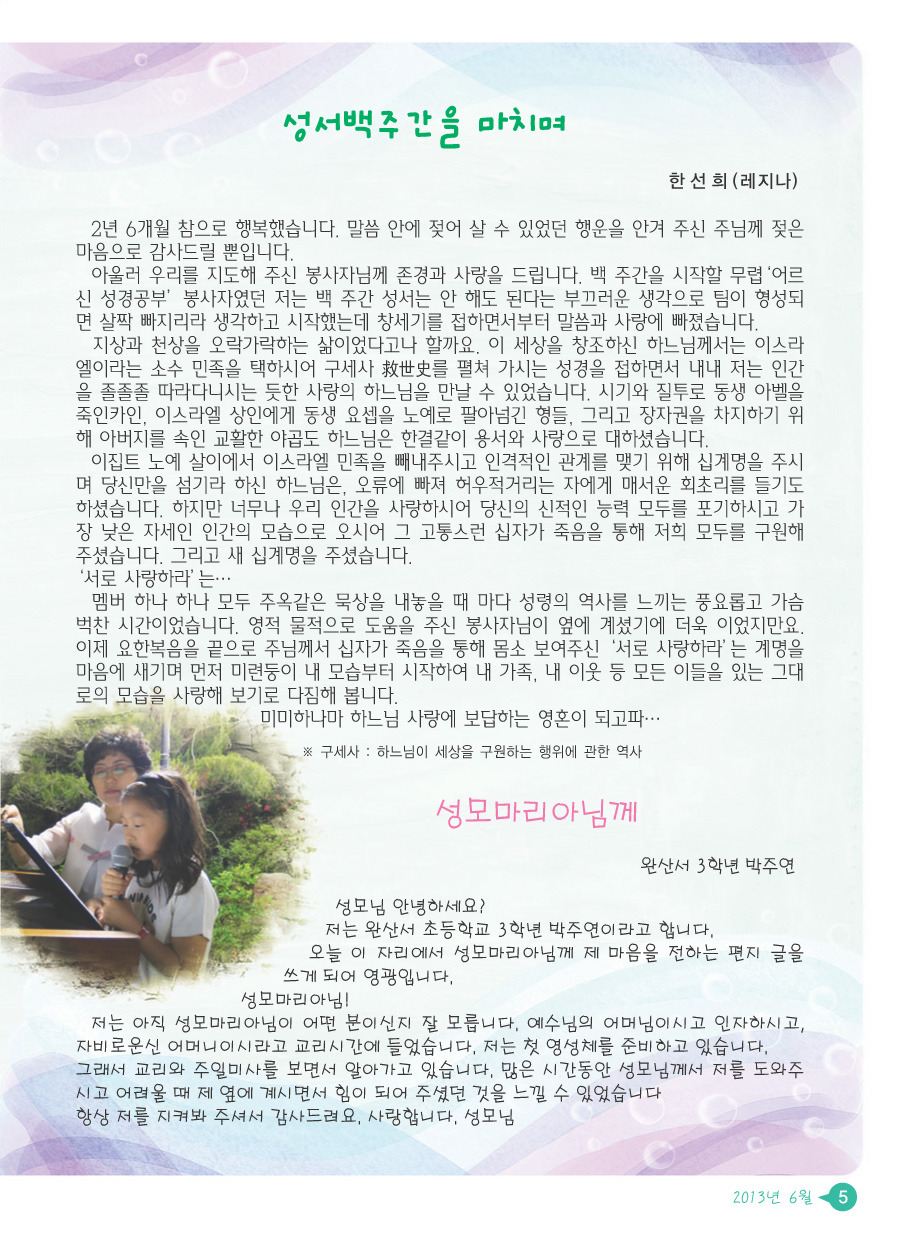 성서백주간을 마치며
한 선 희 (레지나)
2년 6개월 참으로 행복했습니다. 말씀 안에 젖어 살 수 있었던 행운을 안겨 주신 주님께 젖은
마음으로 감사드릴 뿐입니다.
아울러 우리를 지도해 주신 봉사자님께 존경과 사랑을 드립니다. 백 주간을 시작할 무렵 ‘어르
신 성경공부’ 봉사자였던 저는 백 주간 성서는 안 해도 된다는 부끄러운 생각으로 팀이 형성되
면 살짝 빠지리라 생각하고 시작했는데 창세기를 접하면서부터 말씀과 사랑에 빠졌습니다.
지상과 천상을 오락가락하는 삶이었다고나 할까요. 이 세상을 창조하신 하느님께서는 이스라
엘이라는 소수 민족을 택하시어 구세사 救世史를 펼쳐 가시는 성경을 접하면서 내내 저는 인간
을 졸졸졸 따라다니시는 듯한 사랑의 하느님을 만날 수 있었습니다. 시기와 질투로 동생 아벨을
죽인카인, 이스라엘 상인에게 동생 요셉을 노예로 팔아넘긴 형들, 그리고 장자권을 차지하기 위
해 아버지를 속인 교활한 야곱도 하느님은 한결같이 용서와 사랑으로 대하셨습니다.
이집트 노예 살이에서 이스라엘 민족을 빼내주시고 인격적인 관계를 맺기 위해 십계명을 주시
며 당신만을 섬기라 하신 하느님은, 오류에 빠져 허우적거리는 자에게 매서운 회초리를 들기도
하셨습니다. 하지만 너무나 우리 인간을 사랑하시어 당신의 신적인 능력 모두를 포기하시고 가
장 낮은 자세인 인간의 모습으로 오시어 그 고통스런 십자가 죽음을 통해 저희 모두를 구원해
주셨습니다. 그리고 새 십계명을 주셨습니다.
‘서로 사랑하라’는…
멤버 하나 하나 모두 주옥같은 묵상을 내놓을 때 마다 성령의 역사를 느끼는 풍요롭고 가슴
벅찬 시간이었습니다. 영적 물적으로 도움을 주신 봉사자님이 옆에 계셨기에 더욱 이었지만요.
이제 요한복음을 끝으로 주님께서 십자가 죽음을 통해 몸소 보여주신 ‘서로 사랑하라’는 계명을
마음에 새기며 먼저 미련둥이 내 모습부터 시작하여 내 가족, 내 이웃 등 모든 이들을 있는 그대
로의 모습을 사랑해 보기로 다짐해 봅니다.
미미하나마 하느님 사랑에 보답하는 영혼이 되고파…
※ 구세사 : 하느님이 세상을 구원하는 행위에 관한 역사
성모마리아님께
완산서 3학년 박주연
성모님 안녕하세요?
저는 완산서 초등학교 3학년 박주연이라고 합니다.
오늘 이 자리에서 성모마리아님께 제 마음을 전하는 편지 글을
쓰게 되어 영광입니다.
성모마리아님!
저는 아직 성모마리아님이 어떤 분이신지 잘 모릅니다. 예수님의 어머님이시고 인자하시고,
자비로운신 어머니이시라고 교리시간에 들었습니다. 저는 첫 영성체를 준비하고 있습니다.
그래서 교리와 주일미사를 보면서 알아가고 있습니다. 많은 시간동안 성모님께서 저를 도와주
시고 어려울 때 제 옆에 계시면서 힘이 되어 주셨던 것을 느낄 수 있었습니다
항상 저를 지켜봐 주셔서 감사드려요. 사랑합니다. 성모님
2013년 6월 5